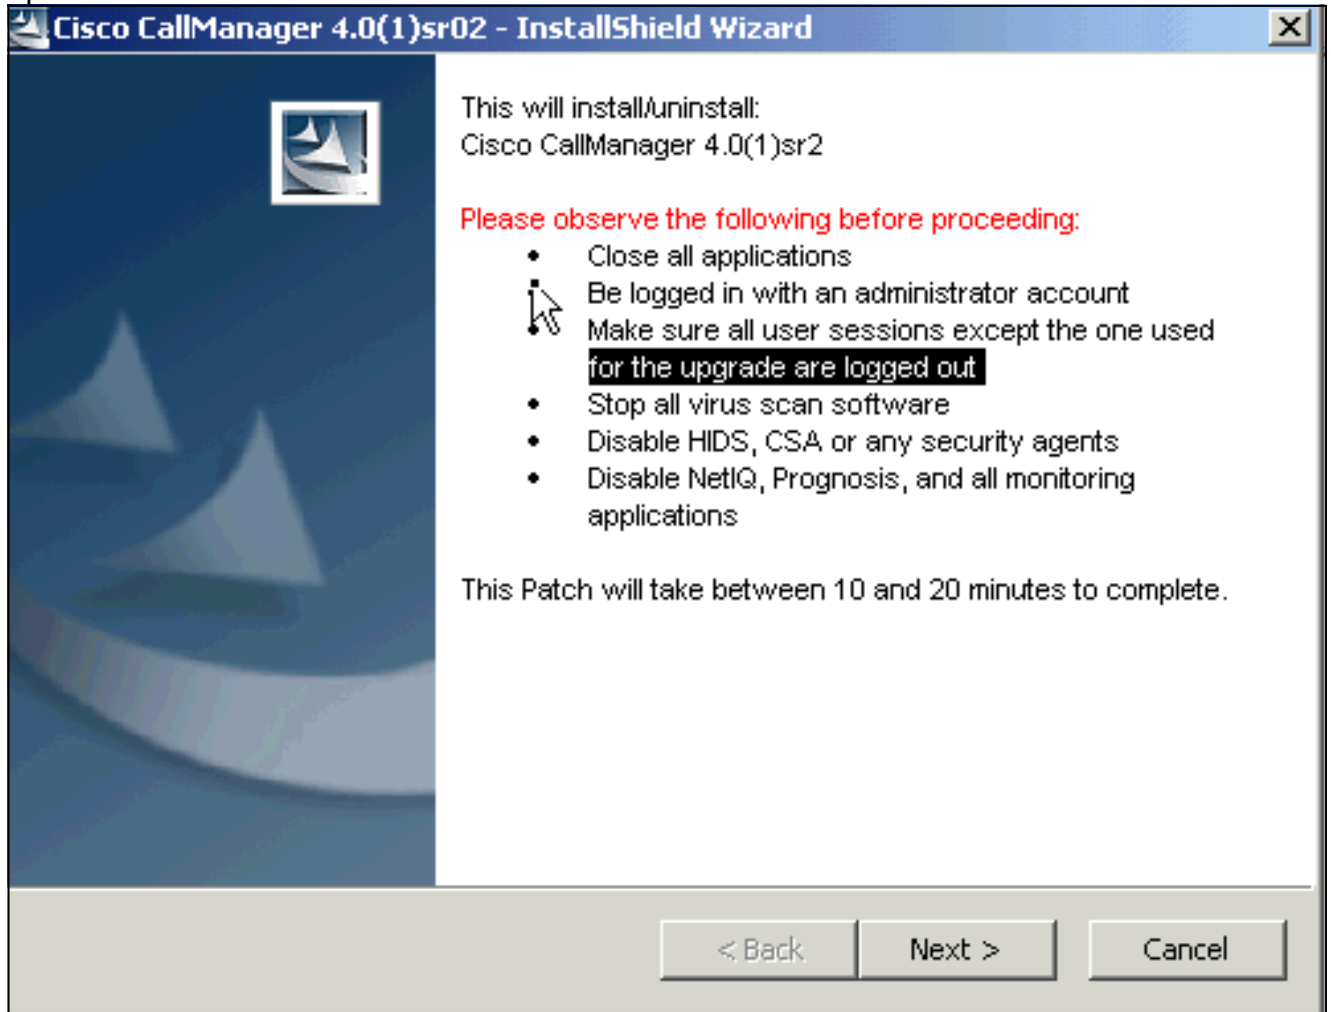 Cisco CallManager 4.0(1)sr02 - InstallShield Wizard
This will install/uninstall:
Cisco CallManager 4.0(1)sr2
Please observe the following before proceeding:
• Close all applications
• Be logged in with an administrator account
• Make sure all user sessions except the one used
for the upgrade are logged out
• Stop all virus scan software
• Disable HIDS, CSA or any security agents
• Disable NetIQ, Prognosis, and all monitoring
applications
This Patch will take between 10 and 20 minutes to complete.
< Back
Next >
Cancel